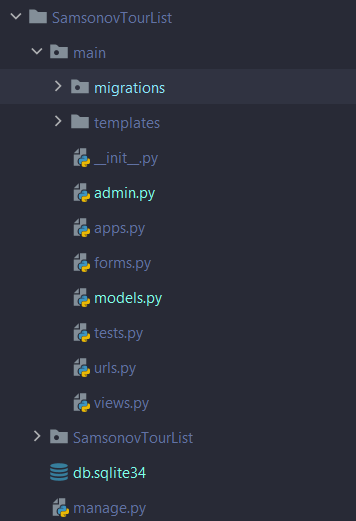 SamsonovTourList
main
migrations
templates
__init__.py
admin.py
apps.py
forms.py
models.py
tests.py
urls.py
views.py
SamsonovTourList
db.sqlite34
manage.py